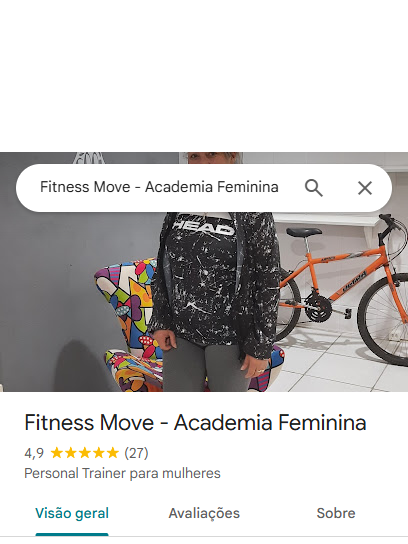 Fitness Move - Academia Feminina
HEAD
Fitness Move - Academia Feminina
4,9 ★★★★★ (27)
Personal Trainer para mulheres
Visão geral Avaliações Sobre